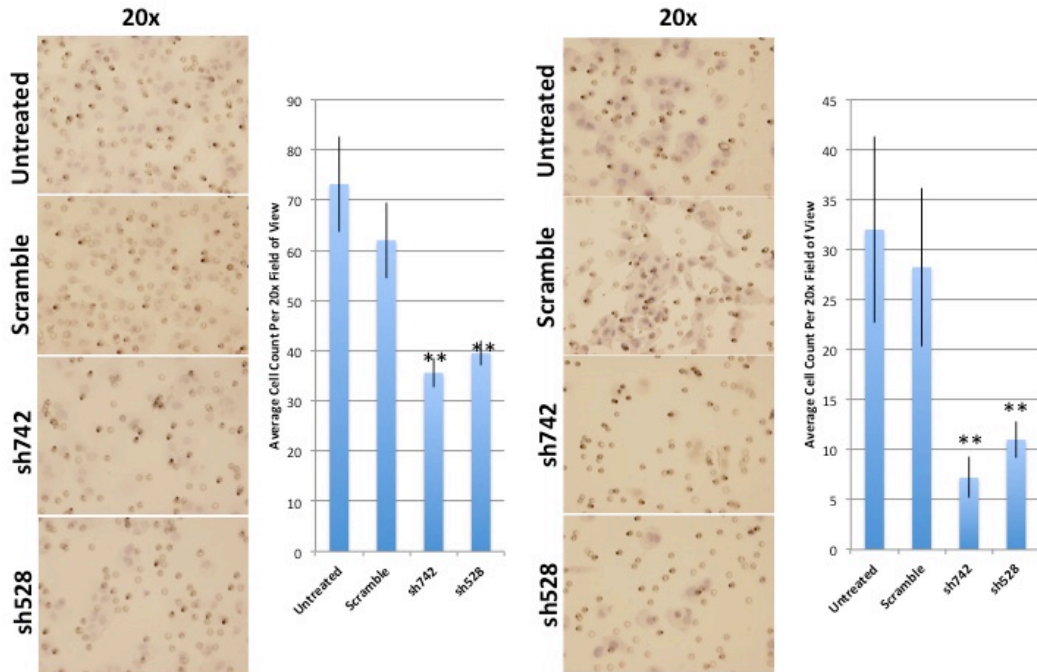 20x
Untreated
Scramble
sh742
sh528
Average Cell Count Per 20x Field of View
90
80
70
60
50
40
30
20
10
0
**
**
Untreated
Scramble
sh742
sh528
20x
Untreated
Scramble
sh742
sh528
Average Cell Count Per 20x Field of View
45
40
35
30
25
20
15
10
5
0
**
**
Untreated
Scramble
sh742
sh528